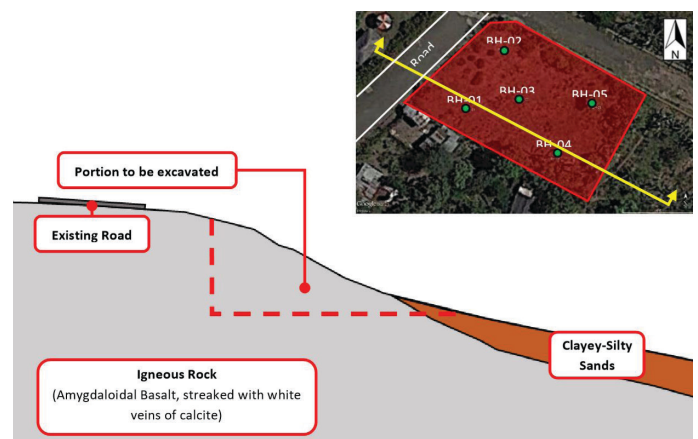 BH-02
Road
N
BH-03
BH-05
BH-01
BH-04
Google
Portion to be excavated
Existing Road
Clayey-Silty
Sands
Igneous Rock
(Amygdaloidal Basalt, streaked with white
veins of calcite)